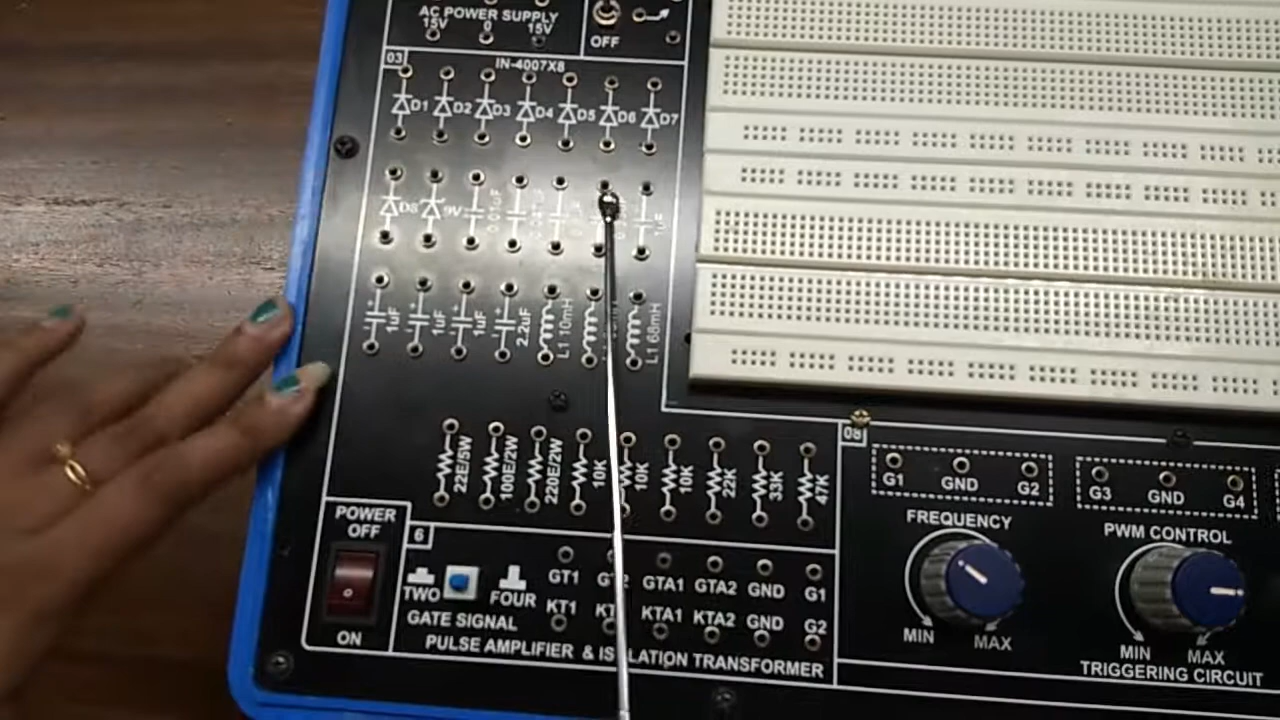 AC POWER SUPPLY
15V 0 15V
OFF
03
IN-4007X8
D1 D2 D3 D4 D5 D6 D7
D8 9V 0.01uF 1uF
1uF 1uF 1uF 2.2uF L1 10mH L1 68mH
22E/5W 100E/2W 220E/2W 10K 10K 10K 22K 33K 47K
08
G1 GND G2 G3 GND G4
FREQUENCY PWM CONTROL
MIN MAX MIN MAX
TRIGGERING CIRCUIT
POWER
OFF
ON
6
TWO FOUR
GATE SIGNAL
GT1 GTA1 GTA2 GND G1
KT1 KTA1 KTA2 GND G2
PULSE AMPLIFIER & ISOLATION TRANSFORMER